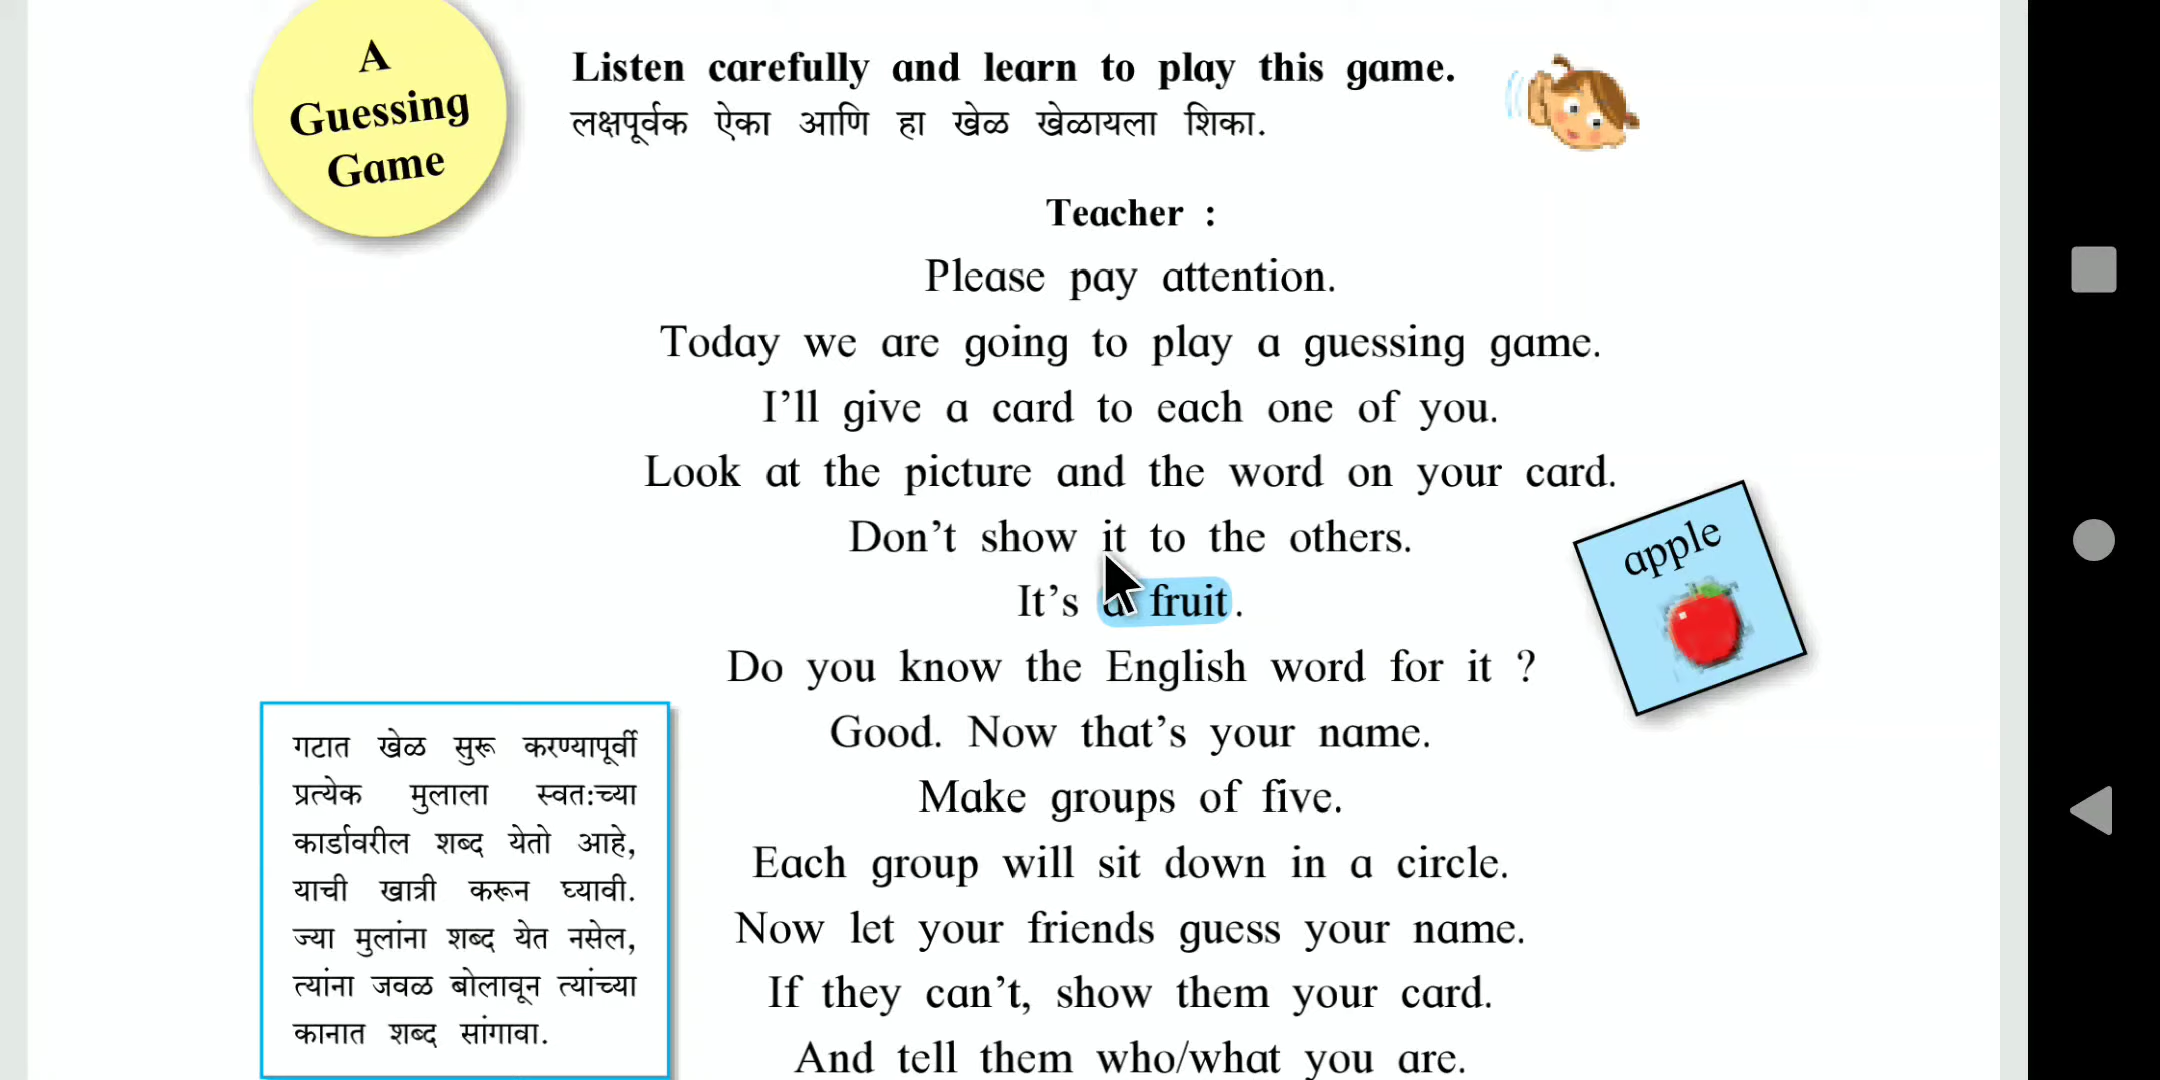 A
Guessing
Game
Listen carefully and learn to play this game.
लक्षपूर्वक ऐका आणि हा खेळ खेळायला शिका.
Teacher :
Please pay attention.
Today we are going to play a guessing game.
I’ll give a card to each one of you.
Look at the picture and the word on your card.
Don’t show it to the others.
It’s a fruit.
apple
Do you know the English word for it ?
Good. Now that’s your name.
Make groups of five.
Each group will sit down in a circle.
Now let your friends guess your name.
If they can’t, show them your card.
And tell them who/what you are.
गटात खेळ सुरू करण्यापूर्वी
प्रत्येक मुलाला स्वतःच्या
कार्डावरील शब्द येतो आहे,
याची खात्री करून घ्यावी.
ज्या मुलांना शब्द येत नसेल,
त्यांना जवळ बोलावून त्यांच्या
कानात शब्द सांगावा.